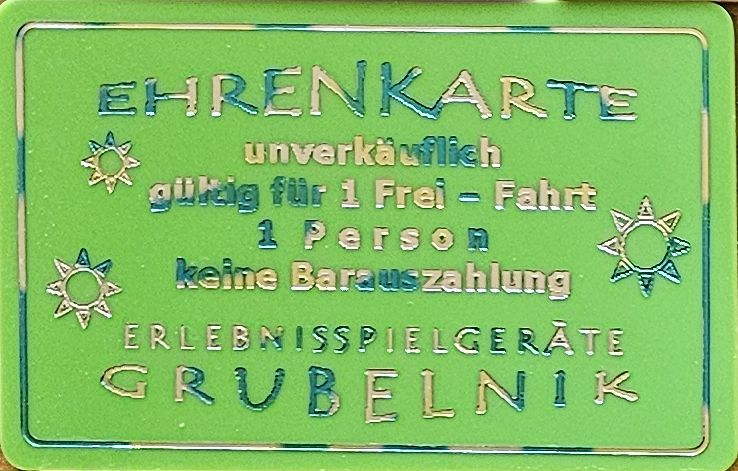 EHRENKARTE
unverkäuflich
gültig für 1 Frei – Fahrt
1 Person
keine Barauszahlung
ERLEBNISSPIELGERÄTE
GRUBELNIK